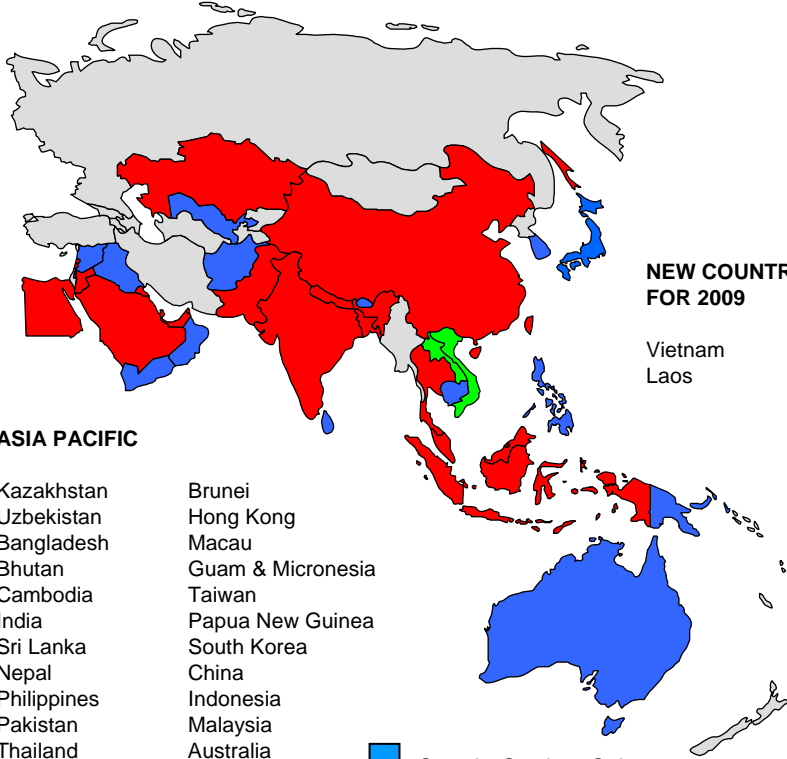 NEW COUNTR
FOR 2009
Vietnam
Laos
ASIA PACIFIC
Kazakhstan
Uzbekistan
Bangladesh
Bhutan
Cambodia
India
Sri Lanka
Nepal
Philippines
Pakistan
Thailand
Brunei
Hong Kong
Macau
Guam & Micronesia
Taiwan
Papua New Guinea
South Korea
China
Indonesia
Malaysia
Australia